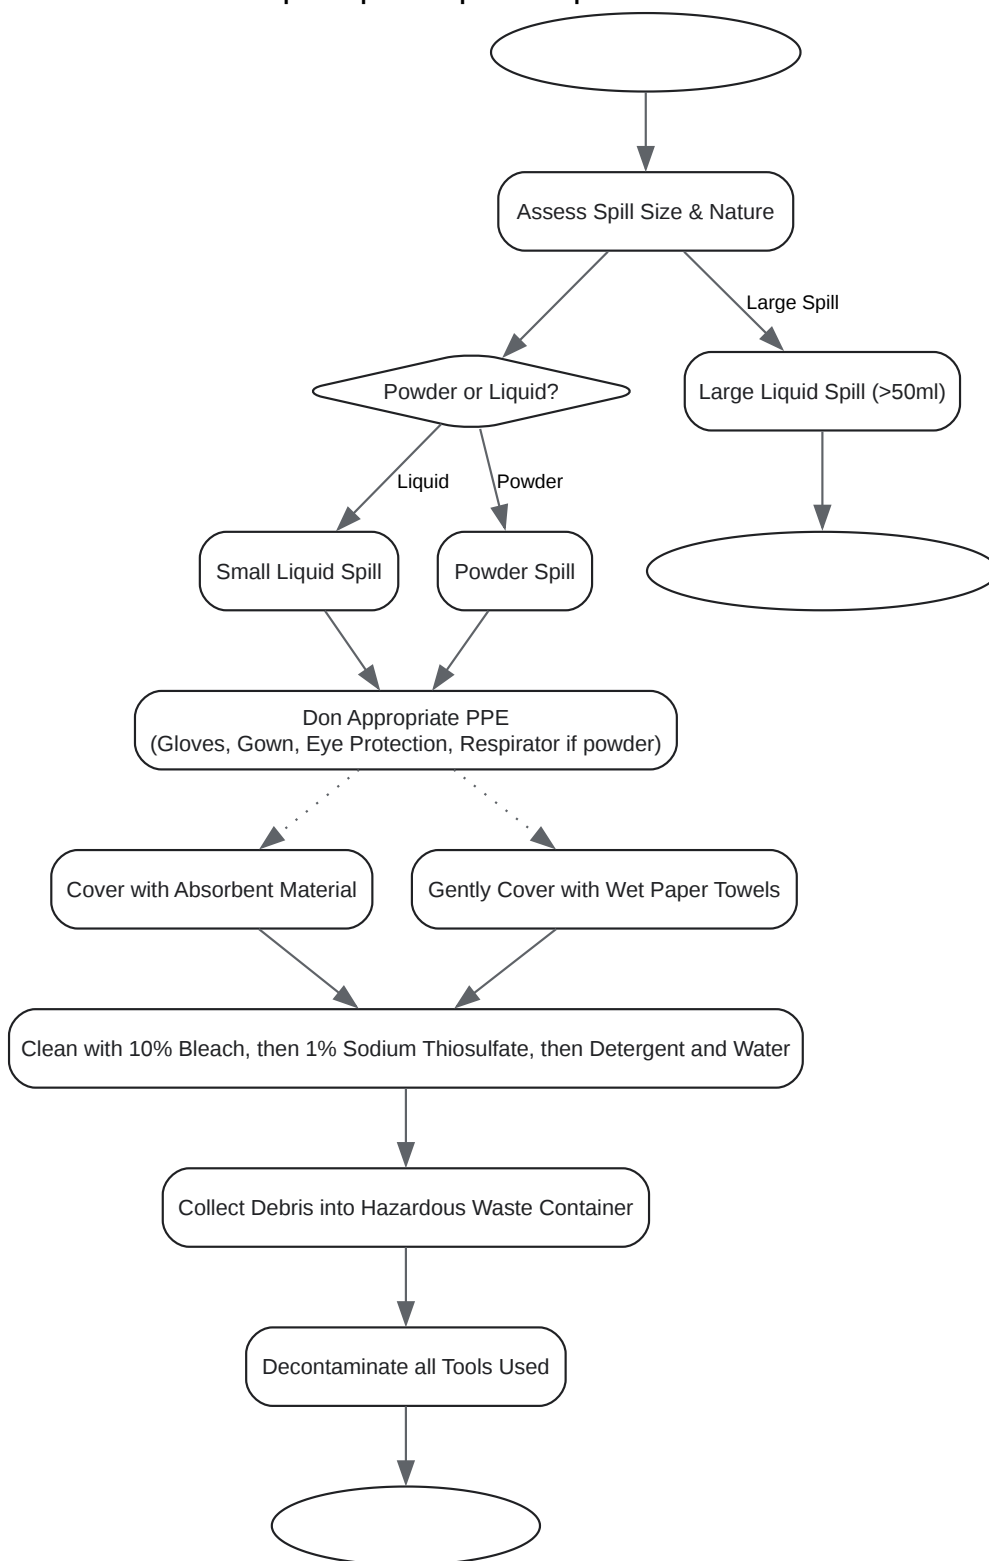 Assess Spill Size & Nature
Large Spill
Powder or Liquid?
Large Liquid Spill (>50ml)
Liquid
Powder
Small Liquid Spill
Powder Spill
Don Appropriate PPE
(Gloves, Gown, Eye Protection, Respirator if powder)
Cover with Absorbent Material
Gently Cover with Wet Paper Towels
Clean with 10% Bleach, then 1% Sodium Thiosulfate, then Detergent and Water
Collect Debris into Hazardous Waste Container
Decontaminate all Tools Used